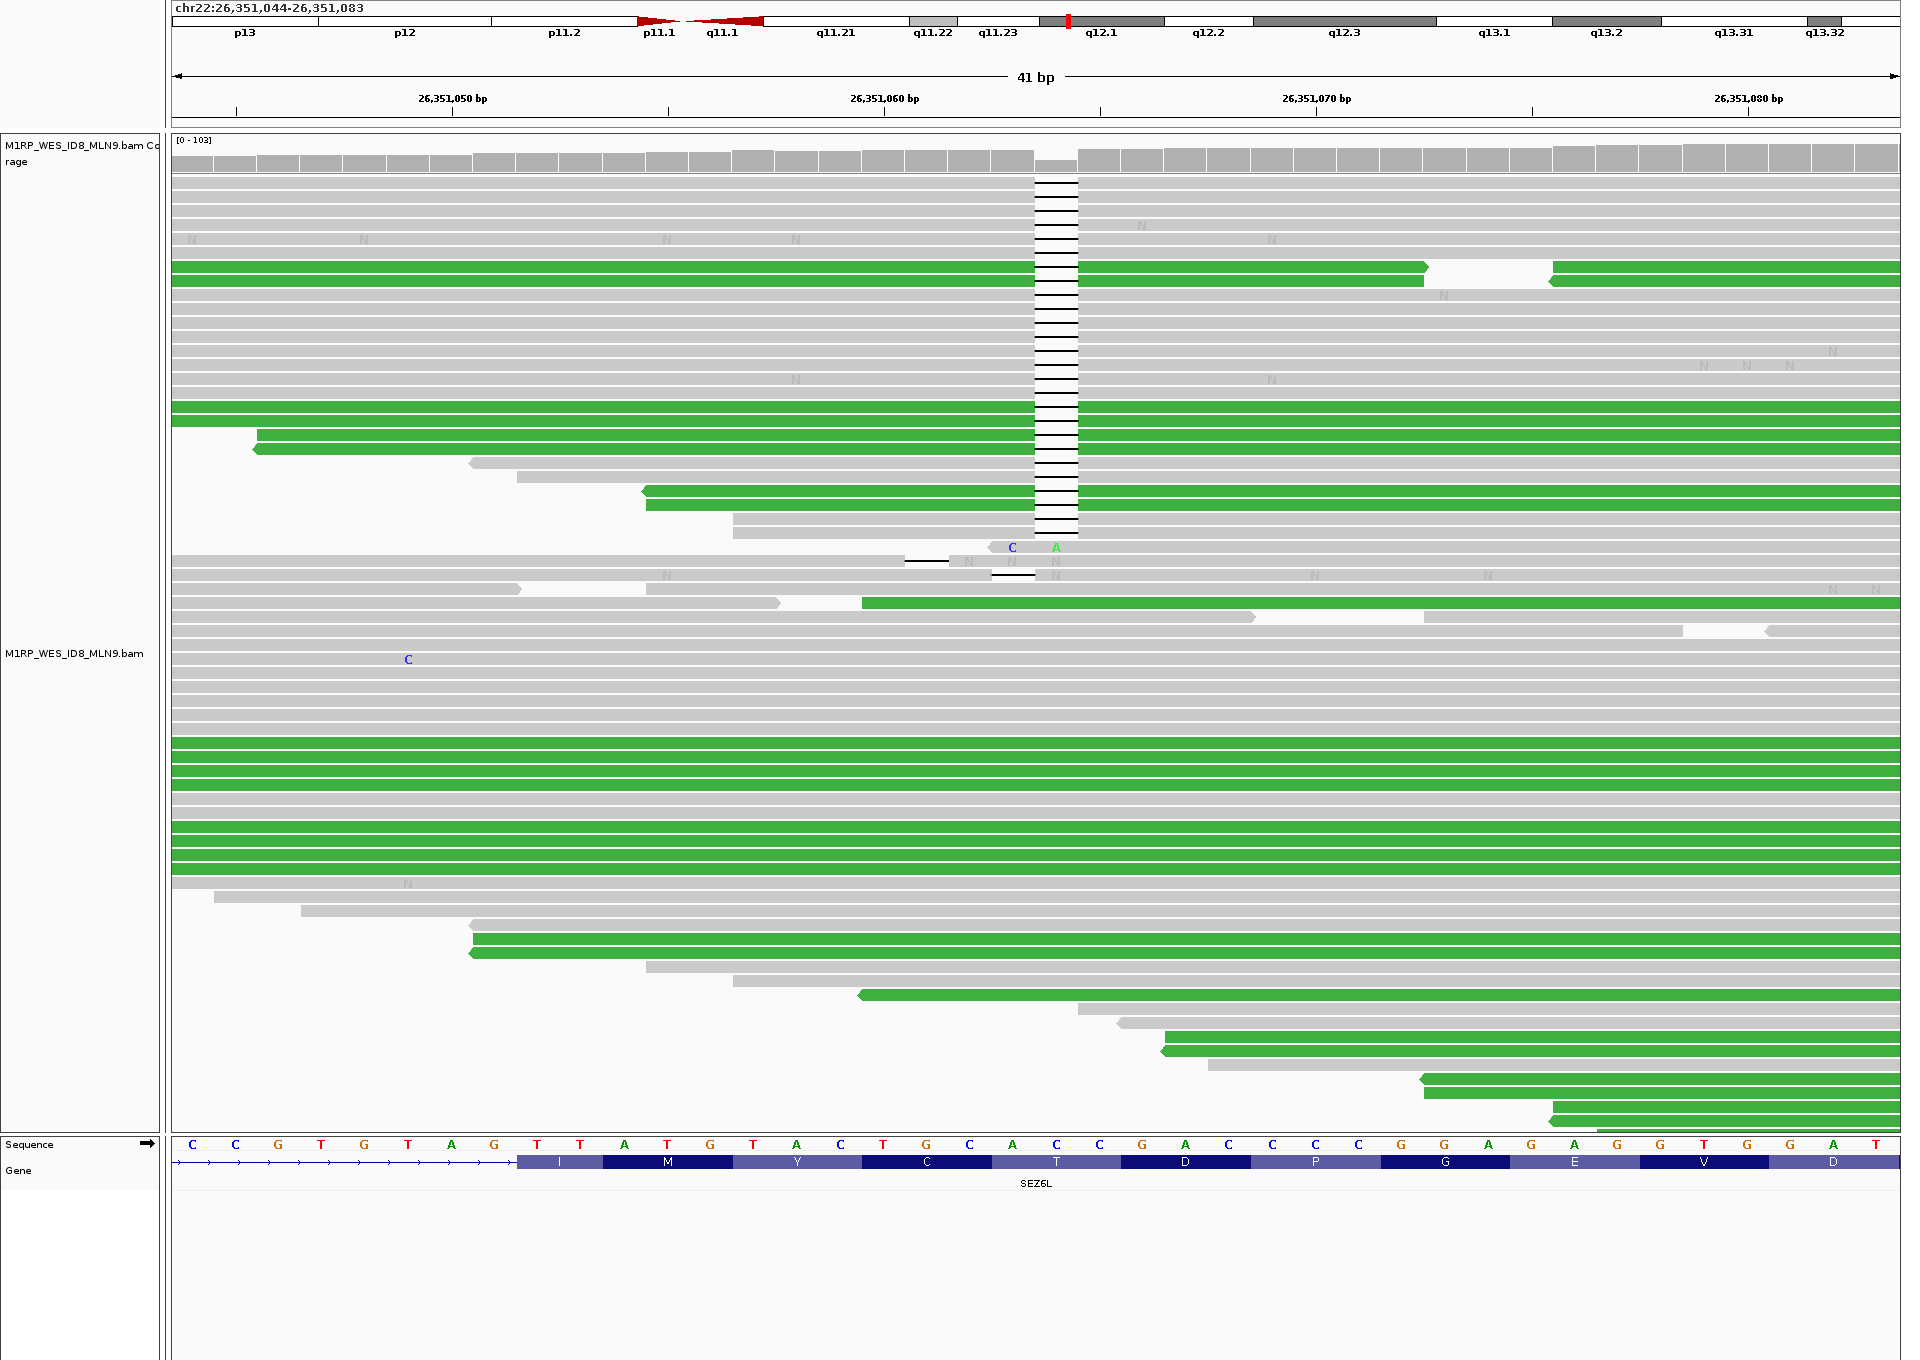 chr22:26,351,044-26,351,083
p13 p12 p11.2 p11.1 q11.1 q11.21 q11.22 q11.23 q12.1 q12.2 q12.3 q13.1 q13.2 q13.31 q13.32
41 bp
26,351,050 bp 26,351,060 bp 26,351,070 bp 26,351,080 bp
M1RP_WES_ID8_MLN9.bam Co
rage
[0 - 103]
N
N N N N N
N
N
N N N
N N
C A
N N N
N N N N
N N
M1RP_WES_ID8_MLN9.bam
C
N
Sequence C C G T G T A G T T A T G T A C T G C A C C G A C C C C G G A G A G G T G G A T
Gene I M Y C T D P G E V D
SEZ6L